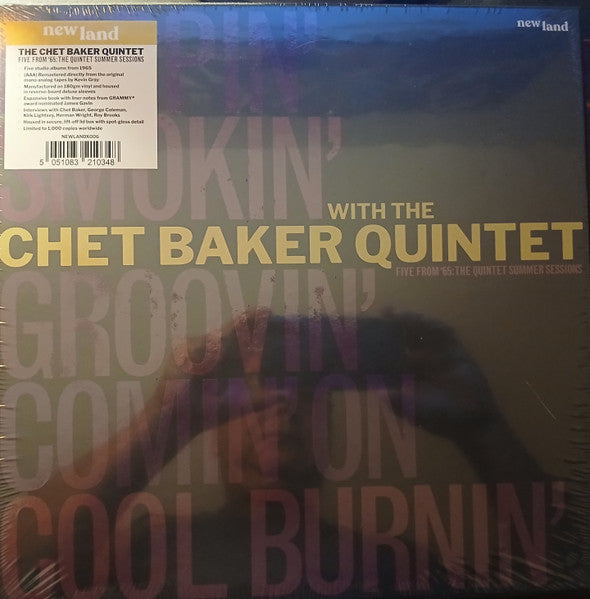 new land
THE CHET BAKER QUINTET
FIVE FROM '65: THE QUINTET SUMMER SESSIONS
Five studio albums from 1965
(AAA) Remastered directly from the original
mono analog tapes by Kevin Gray
Manufactured on 180gm vinyl and housed
in reverse-board deluxe sleeves
Expansive book with liner notes from GRAMMY®
award nominated James Gavin
Interviews with Chet Baker, George Coleman,
Kirk Lightsey, Herman Wright, Roy Brooks
Housed in secure, lift-off lid box with spot-gloss detail
Limited to 1,000 copies worldwide
NEWLANDX006
5 051083 210348
new land
SMOKIN'
WITH THE
CHET BAKER QUINTET
FIVE FROM '65: THE QUINTET SUMMER SESSIONS
GROOVIN'
COMIN' ON
COOL BURNIN'